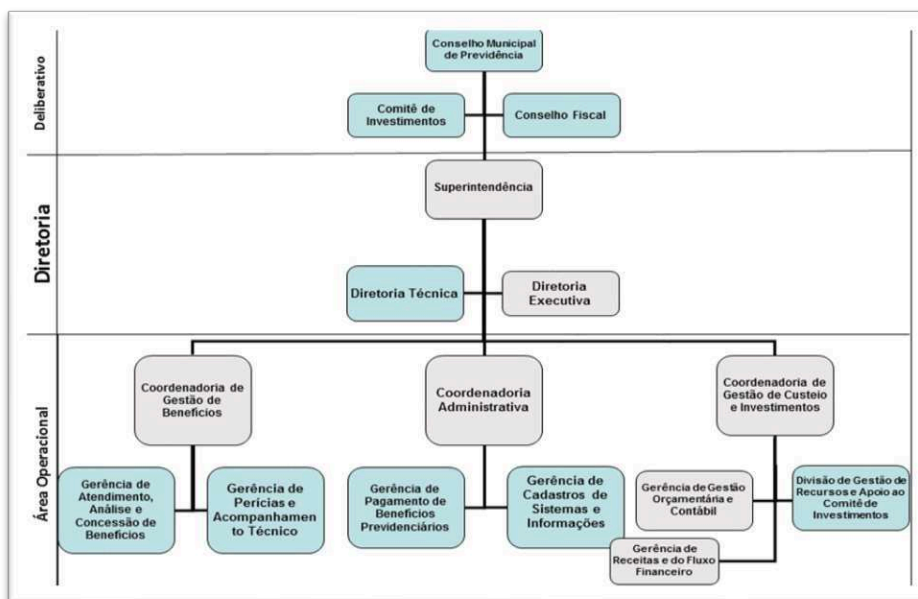 Deliberativo
Conselho Municipal
de Previdência
Comitê de
Investimentos
Conselho Fiscal
Diretoria
Superintendência
Diretoria Técnica
Diretoria
Executiva
Área Operacional
Coordenadoria de
Gestão de
Benefícios
Coordenadoria
Administrativa
Coordenadoria de
Gestão de Custeio
e Investimentos
Gerência de
Atendimento,
Análise e
Concessão de
Benefícios
Gerência de
Perícias e
Acompanhamen
to Técnico
Gerência de
Pagamento de
Benefícios
Previdenciários
Gerência de
Cadastros de
Sistemas e
Informações
Gerência de Gestão
Orçamentária e
Contábil
Divisão de Gestão de
Recursos e Apoio ao
Comitê de
Investimentos
Gerência de
Receitas e do Fluxo
Financeiro